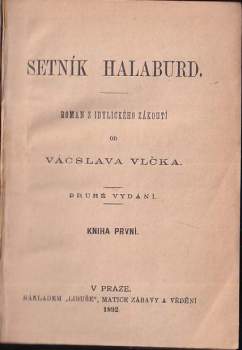 SETNÍK HALABURD.
ROMAN Z IDYLICKÉHO ZÁKOUTÍ
OD
VÁCSLAVA VLČKA.
DRUHÉ VYDÁNÍ.
KNIHA PRVNÍ.
V PRAZE.
NÁKLADEM „LIBUŠE", MATICE ZÁBAVY A VĚDĚNÍ
1892.